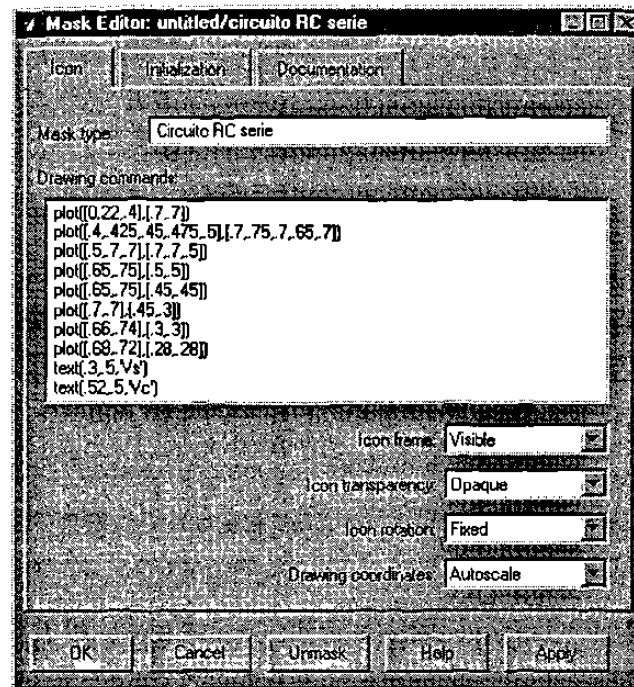 Mask Editor: untitled/circuito RC serie
Icon Initialization Documentation
Mask type: Circuito RC serie
Drawing commands:
plot([0,22,.4],[.7,.7])
plot([.4,.425,.45,.475,.5],[.7,.75,.7,.65,.7])
plot([.5,.7,.7],[.7,.7,.5])
plot([.65,.75],[.5,.5])
plot([.65,.75],[.45,.45])
plot([.7,.7],[.45,.3])
plot([.66,.74],[.3,.3])
plot([.68,.72],[.28,.28])
text(.3,.5,'Vs')
text(.52,.5,'Vc')
Icon frame: Visible
Icon transparency: Opaque
Icon rotation: Fixed
Drawing coordinates: Autoscale
OK Cancel Unmask Help Apply